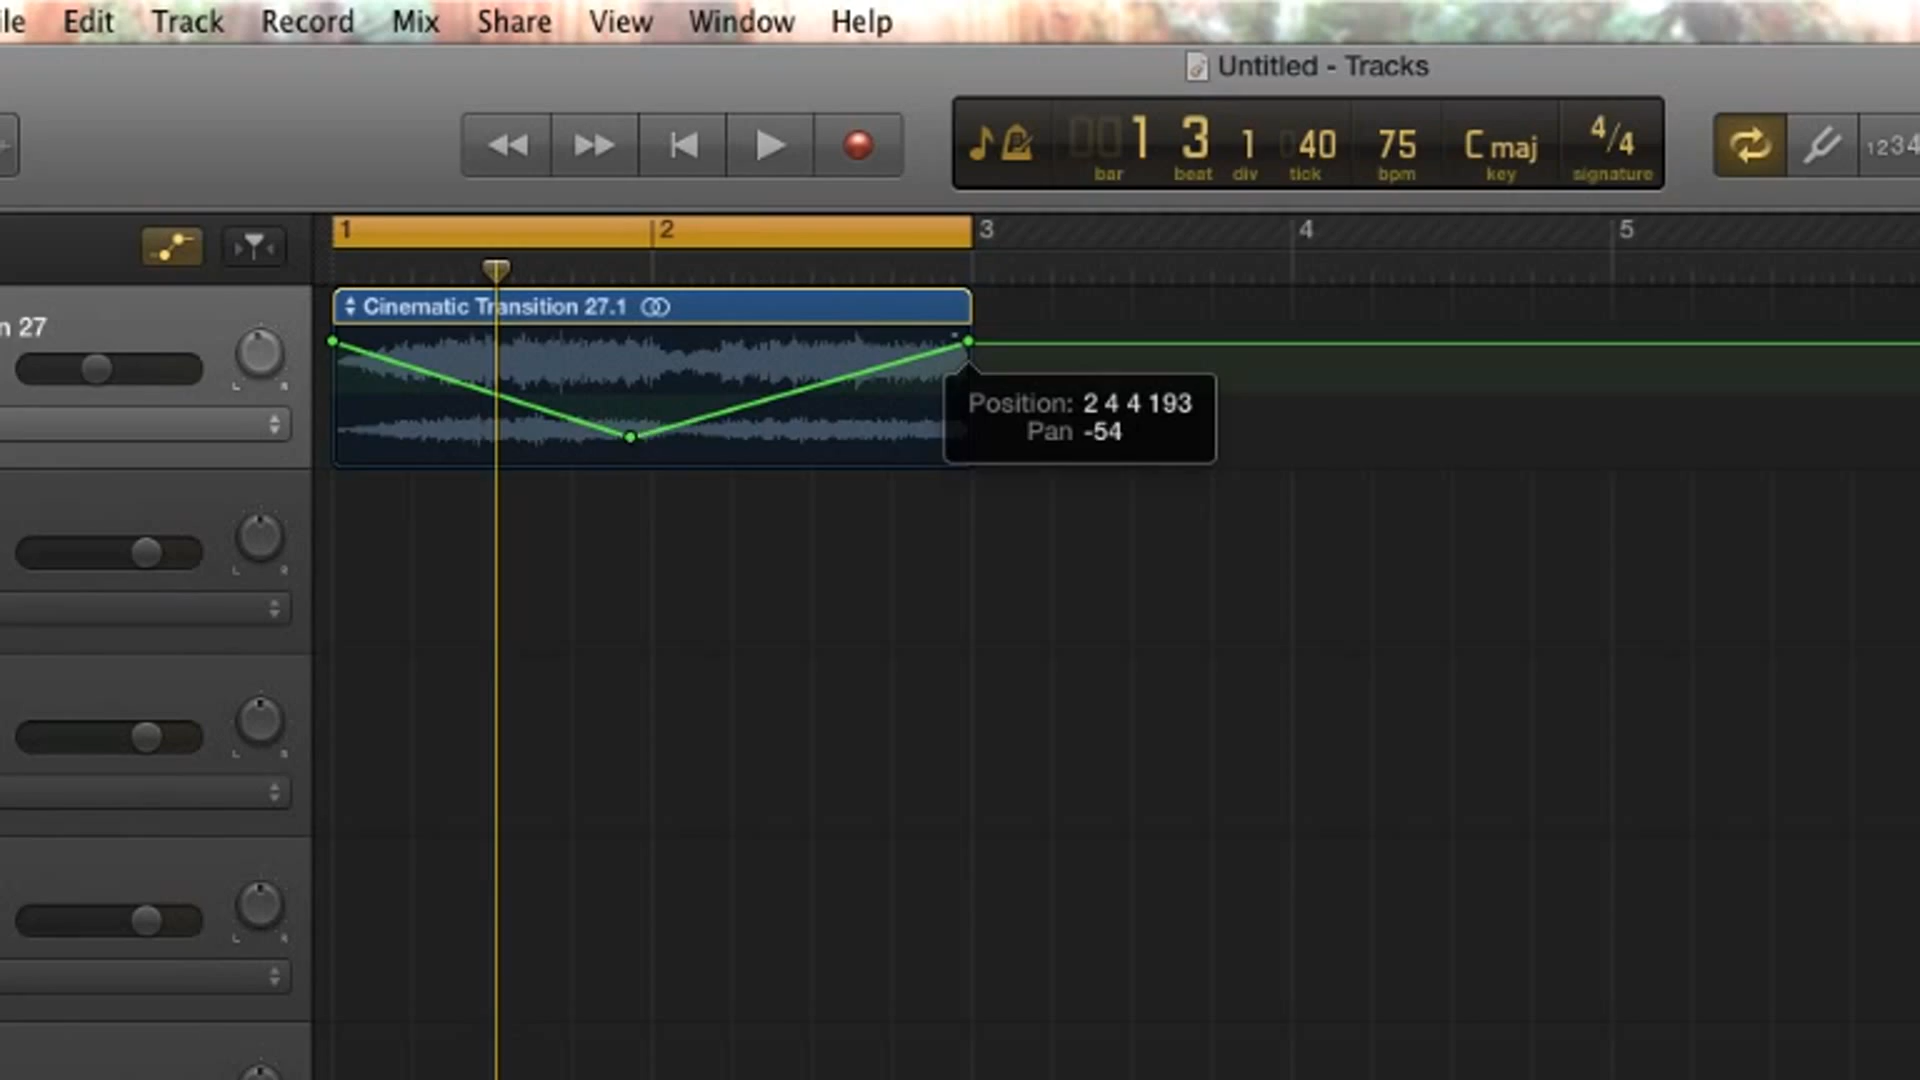 ile Edit Track Record Mix Share View Window Help
Untitled - Tracks
1 3 1 40 75 C maj 4/4
bar beat div tick bpm key signature
1234
1 2 3 4 5
n 27
Cinematic Transition 27.1
L R
Position: 2 4 4 193
Pan -54
L R
L R
L R